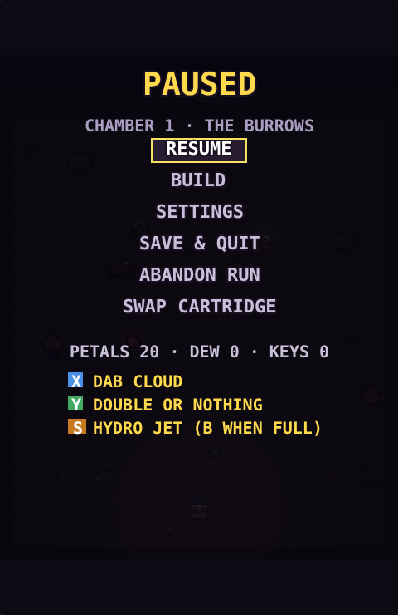 PAUSED
CHAMBER 1 · THE BURROWS
RESUME
BUILD
SETTINGS
SAVE & QUIT
ABANDON RUN
SWAP CARTRIDGE
PETALS 20 · DEW 0 · KEYS 0
X DAB CLOUD
Y DOUBLE OR NOTHING
S HYDRO JET (B WHEN FULL)